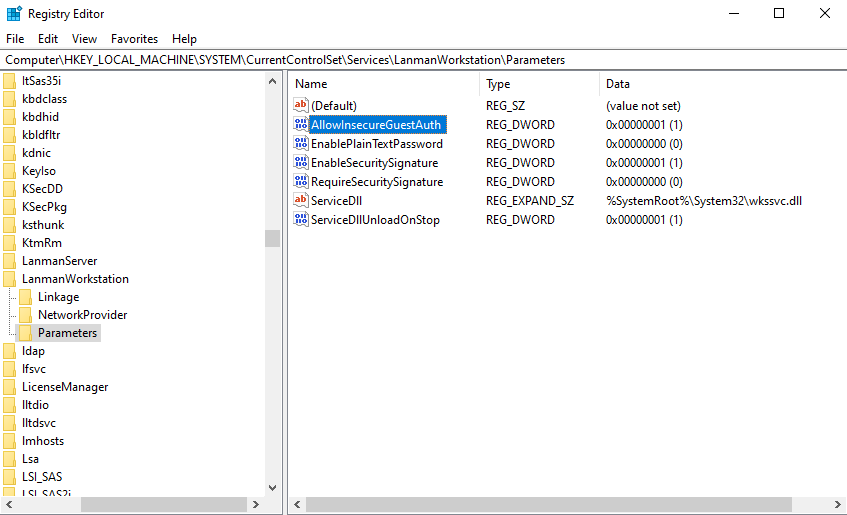 Registry Editor
File Edit View Favorites Help
Computer\HKEY_LOCAL_MACHINE\SYSTEM\CurrentControlSet\Services\LanmanWorkstation\Parameters
ItSas35i
kbdclass
kbdhid
kbldfltr
kdnic
KeyIso
KSecDD
KSecPkg
ksthunk
KtmRm
LanmanServer
LanmanWorkstation
Linkage
NetworkProvider
Parameters
ldap
lfsvc
LicenseManager
lltdio
lltdsvc
lmhosts
Lsa
LSI_SAS
LSI_SAS2i
Name Type Data
ab (Default) REG_SZ (value not set)
AllowInsecureGuestAuth REG_DWORD 0x00000001 (1)
EnablePlainTextPassword REG_DWORD 0x00000000 (0)
EnableSecuritySignature REG_DWORD 0x00000001 (1)
RequireSecuritySignature REG_DWORD 0x00000000 (0)
ab ServiceDll REG_EXPAND_SZ %SystemRoot%\System32\wkssvc.dll
ServiceDllUnloadOnStop REG_DWORD 0x00000001 (1)